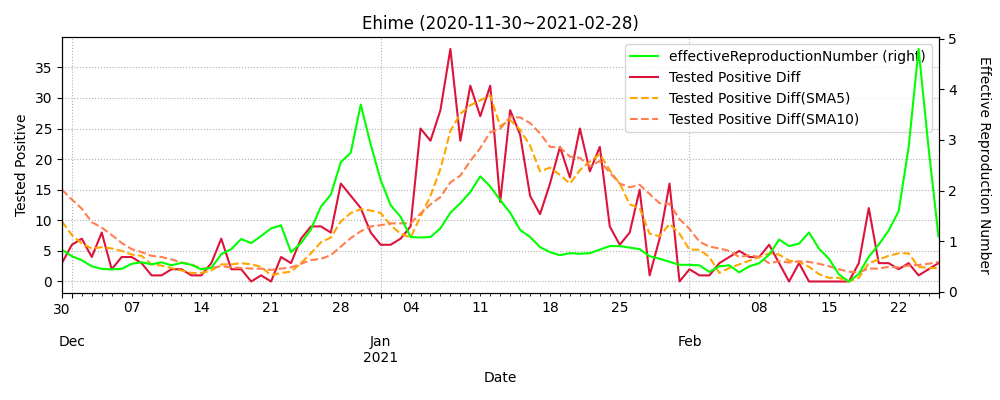 Ehime (2020-11-30~2021-02-28)
effectiveReproductionNumber (right)
Tested Positive Diff
Tested Positive Diff(SMA5)
Tested Positive Diff(SMA10)
Tested Positive
35
30
25
20
15
10
5
0
Effective Reproduction Number
5
4
3
2
1
0
30 07 14 21 28 04 11 18 25 08 15 22
Dec Jan Feb
2021
Date